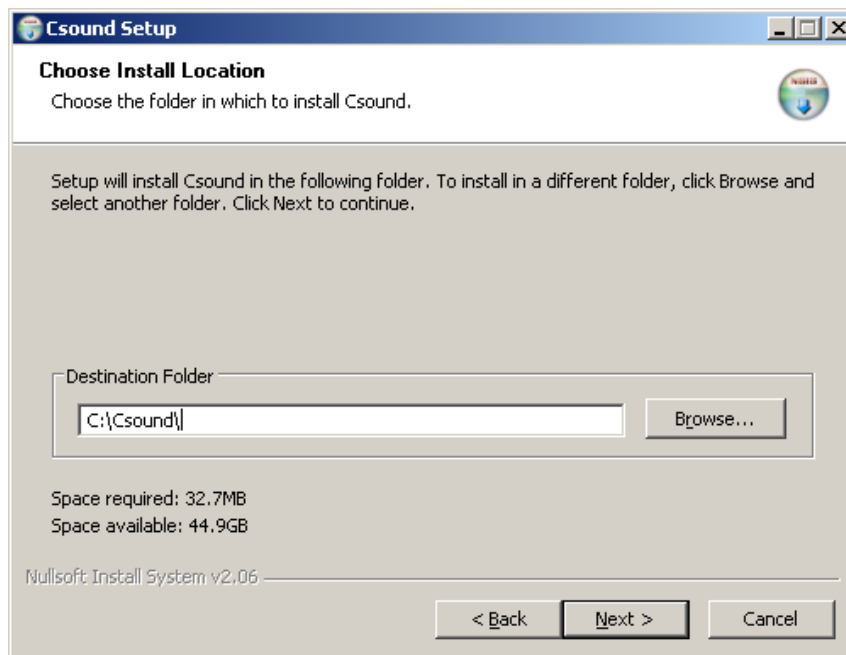 Csound Setup
Choose Install Location
Choose the folder in which to install Csound.
Setup will install Csound in the following folder. To install in a different folder, click Browse and
select another folder. Click Next to continue.
Destination Folder
C:\Csound\
Browse...
Space required: 32.7MB
Space available: 44.9GB
Nullsoft Install System v2.06
< Back
Next >
Cancel